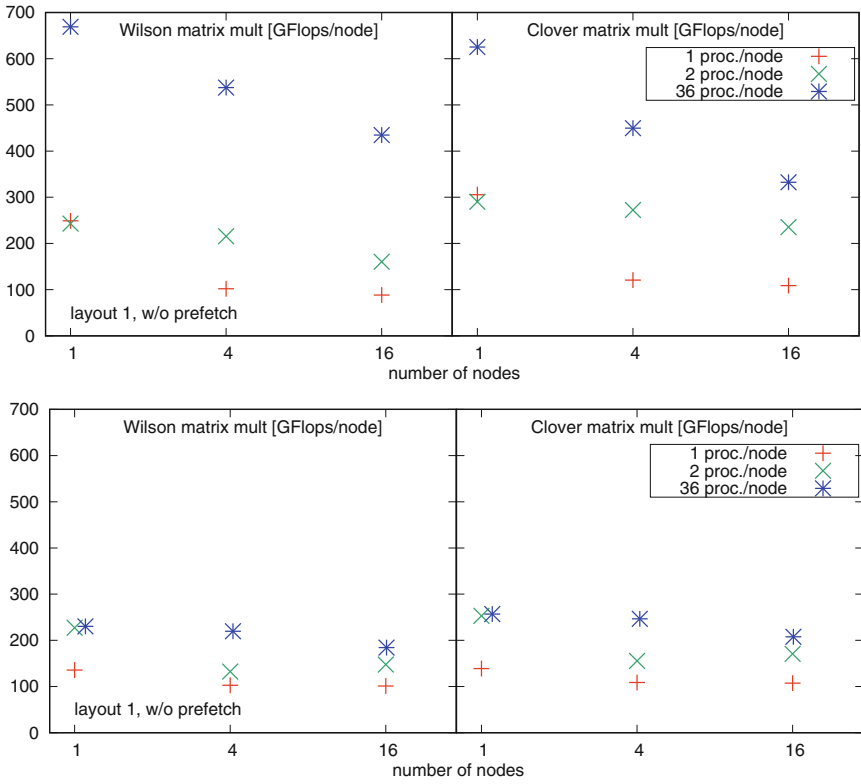 Wilson matrix mult [GFlops/node]
Clover matrix mult [GFlops/node]
700
600
500
400
300
200
100
0
1 proc./node
2 proc./node
36 proc./node
layout 1, w/o prefetch
1
4
16
1
4
16
number of nodes
Wilson matrix mult [GFlops/node]
Clover matrix mult [GFlops/node]
700
600
500
400
300
200
100
0
1 proc./node
2 proc./node
36 proc./node
layout 1, w/o prefetch
1
4
16
1
4
16
number of nodes